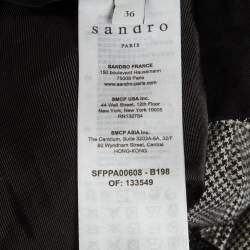 36
sandro
PARIS
SANDRO FRANCE
150 boulevard Haussmann
75008 Paris
www.sandro-paris.com
SMCP USA Inc.
44 Wall Street, 12th Floor
New York, New York 10005
RN132784
SMCP ASIA Inc.
The Centrium, Suite 3203A-6A, 32/F
60 Wyndham Street, Central
HONG-KONG
SFPPA00608 - B198
OF: 133549